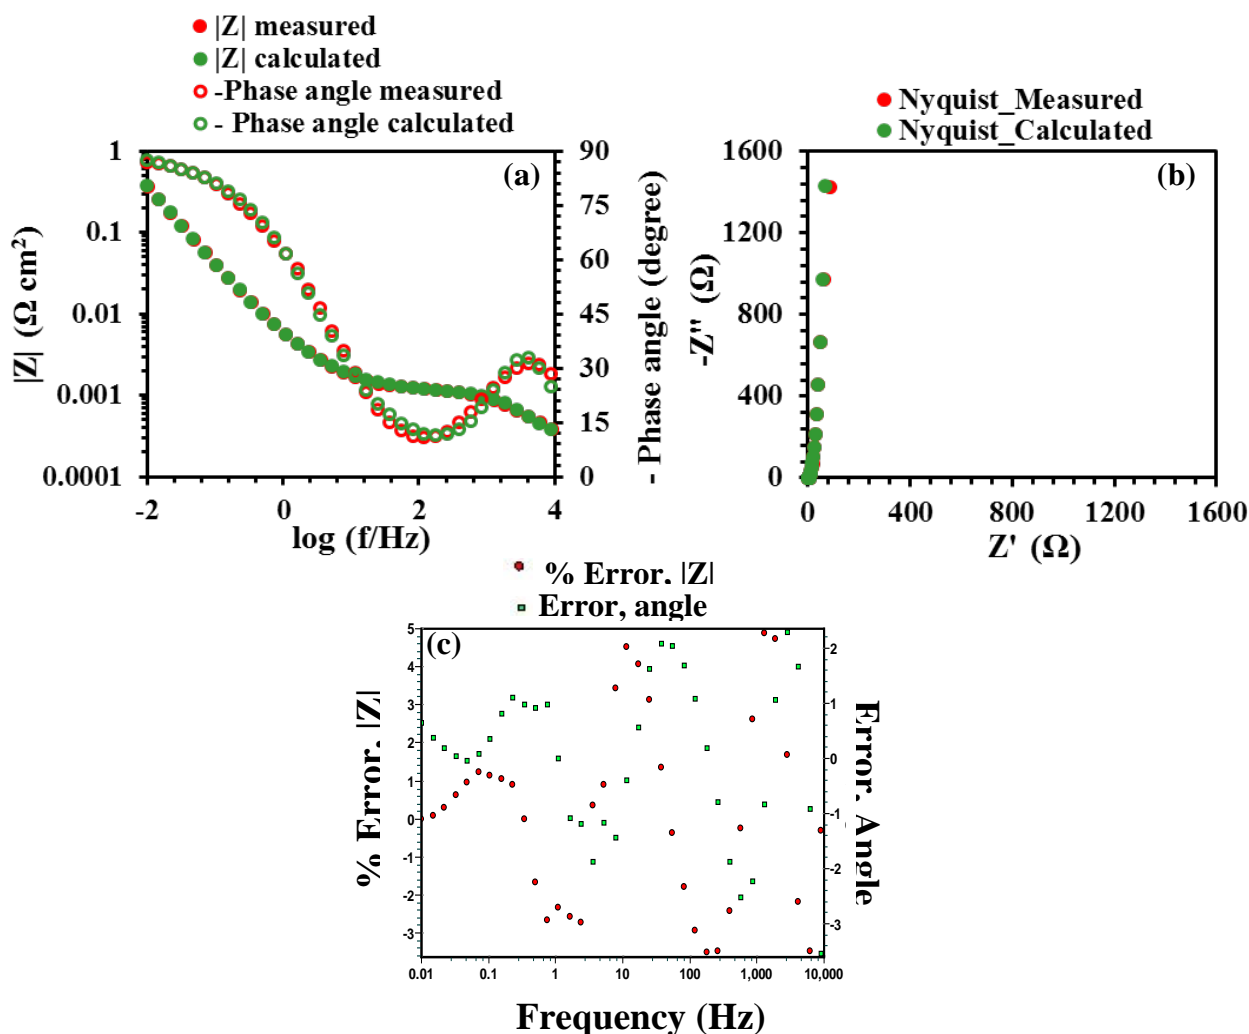 |Z| measured
|Z| calculated
-Phase angle measured
- Phase angle calculated
Nyquist_Measured
Nyquist_Calculated
(a)
1
0.1
0.01
0.001
0.0001
|Z| (Ω cm²)
90
75
60
45
30
15
0
- Phase angle (degree)
-2
0
2
4
log (f/Hz)
(b)
1600
1200
800
400
0
-Z'' (Ω)
0
400
800
1200
1600
Z' (Ω)
% Error, |Z|
Error, angle
(c)
5
4
3
2
1
0
-1
-2
-3
% Error, |Z|
2
1
0
-1
-2
-3
Error, Angle
0.01
0.1
1
10
100
1,000
10,000
Frequency (Hz)